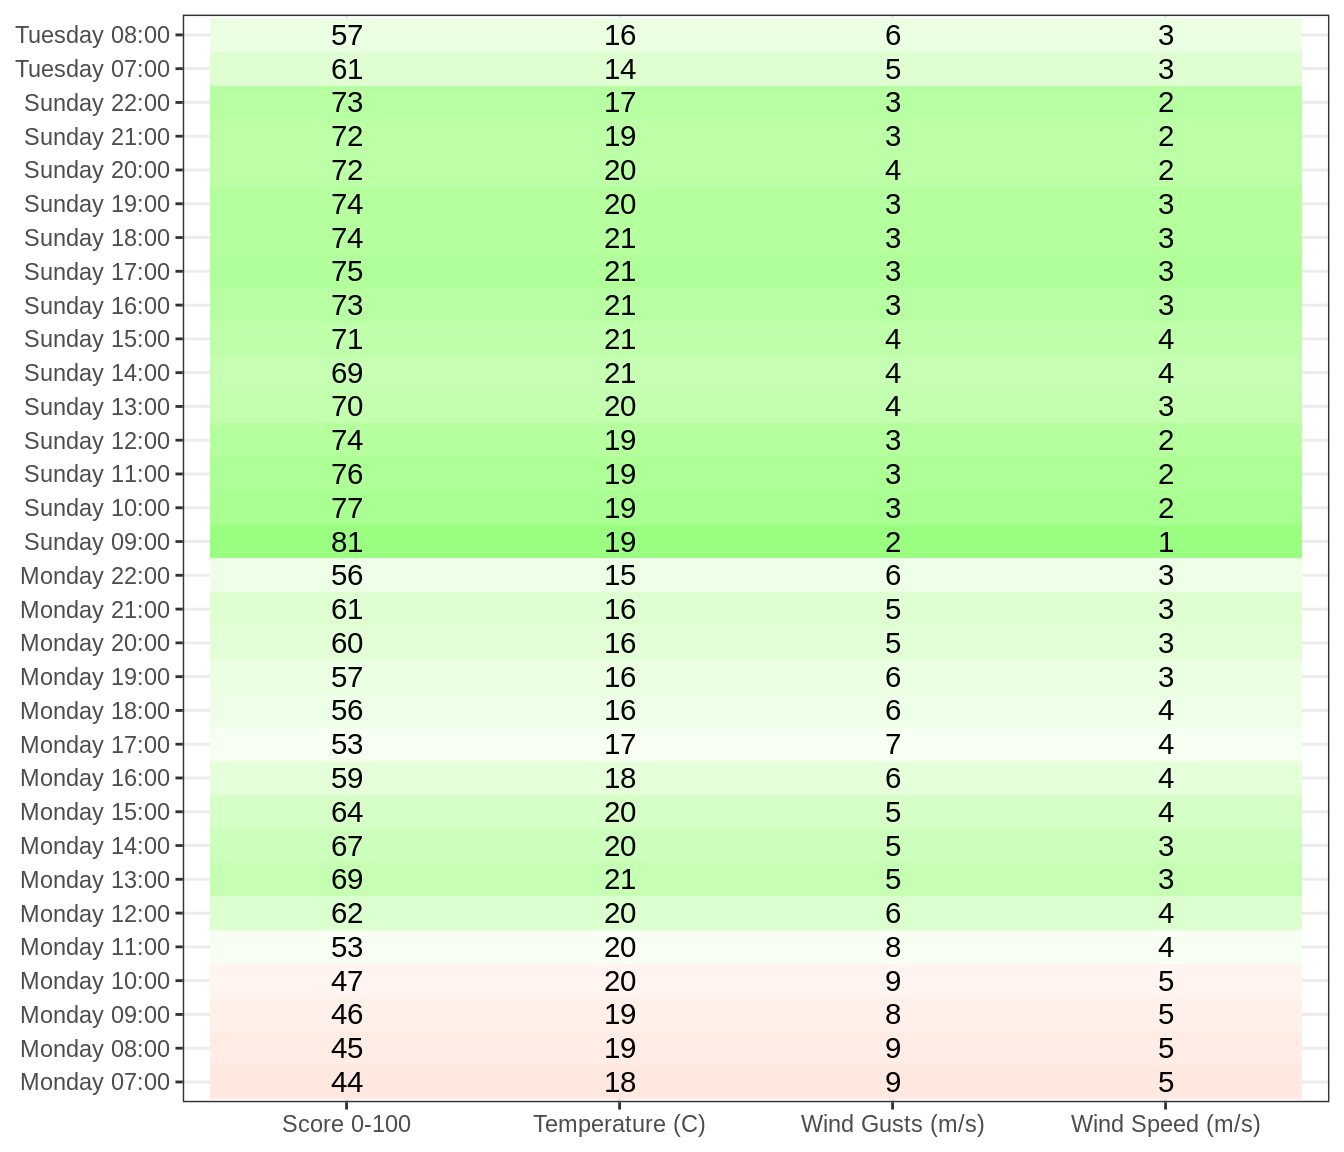 Tuesday 08:00 57 16 6 3
Tuesday 07:00 61 14 5 3
Sunday 22:00 73 17 3 2
Sunday 21:00 72 19 3 2
Sunday 20:00 72 20 4 2
Sunday 19:00 74 20 3 3
Sunday 18:00 74 21 3 3
Sunday 17:00 75 21 3 3
Sunday 16:00 73 21 3 3
Sunday 15:00 71 21 4 4
Sunday 14:00 69 21 4 4
Sunday 13:00 70 20 4 3
Sunday 12:00 74 19 3 2
Sunday 11:00 76 19 3 2
Sunday 10:00 77 19 3 2
Sunday 09:00 81 19 2 1
Monday 22:00 56 15 6 3
Monday 21:00 61 16 5 3
Monday 20:00 60 16 5 3
Monday 19:00 57 16 6 3
Monday 18:00 56 16 6 4
Monday 17:00 53 17 7 4
Monday 16:00 59 18 6 4
Monday 15:00 64 20 5 4
Monday 14:00 67 20 5 3
Monday 13:00 69 21 5 3
Monday 12:00 62 20 6 4
Monday 11:00 53 20 8 4
Monday 10:00 47 20 9 5
Monday 09:00 46 19 8 5
Monday 08:00 45 19 9 5
Monday 07:00 44 18 9 5
Score 0-100 Temperature (C) Wind Gusts (m/s) Wind Speed (m/s)